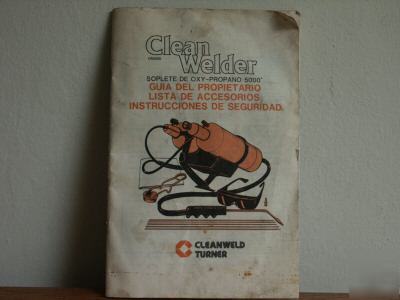 Clean
Welder
SOPLETE DE OXY-PROPANO 5000°
GUIA DEL PROPIETARIO
LISTA DE ACCESORIOS
INSTRUCCIONES DE SEGURIDAD.
CLEANWELD
TURNER